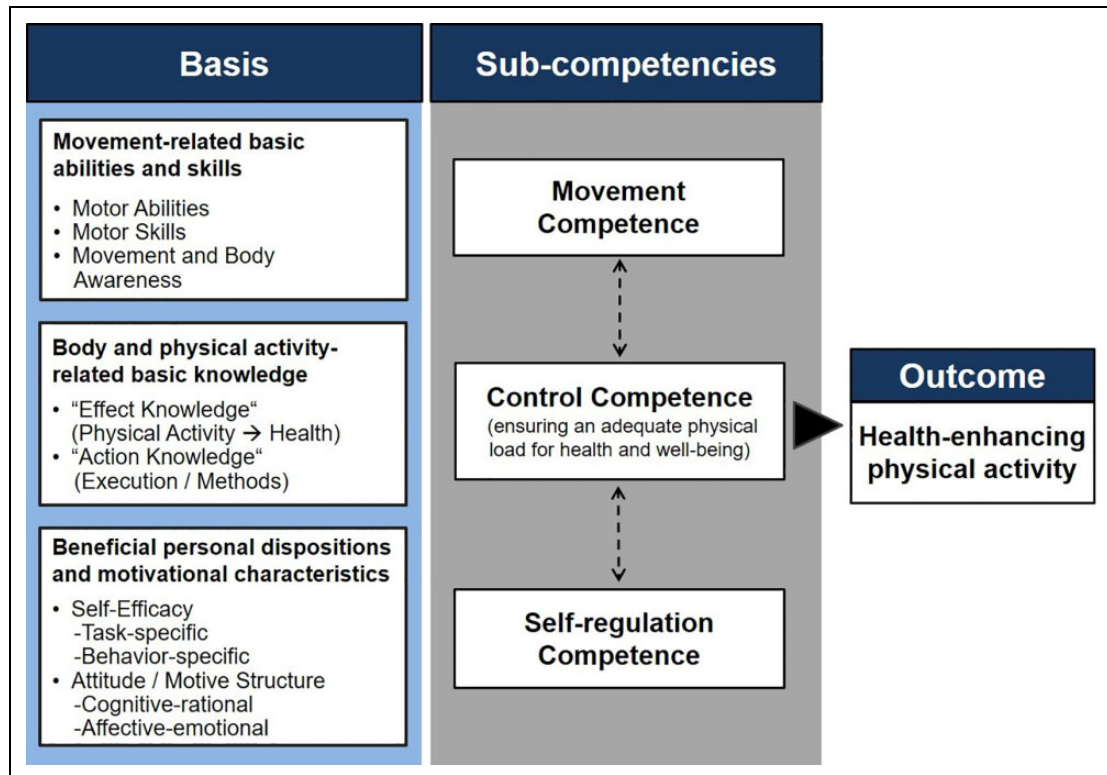 Basis
Movement-related basic
abilities and skills
• Motor Abilities
• Motor Skills
• Movement and Body
Awareness
Body and physical activity-
related basic knowledge
• “Effect Knowledge“
(Physical Activity → Health)
• “Action Knowledge“
(Execution / Methods)
Beneficial personal dispositions
and motivational characteristics
• Self-Efficacy
-Task-specific
-Behavior-specific
• Attitude / Motive Structure
-Cognitive-rational
-Affective-emotional
Sub-competencies
Movement
Competence
Control Competence
(ensuring an adequate physical
load for health and well-being)
Self-regulation
Competence
Outcome
Health-enhancing
physical activity